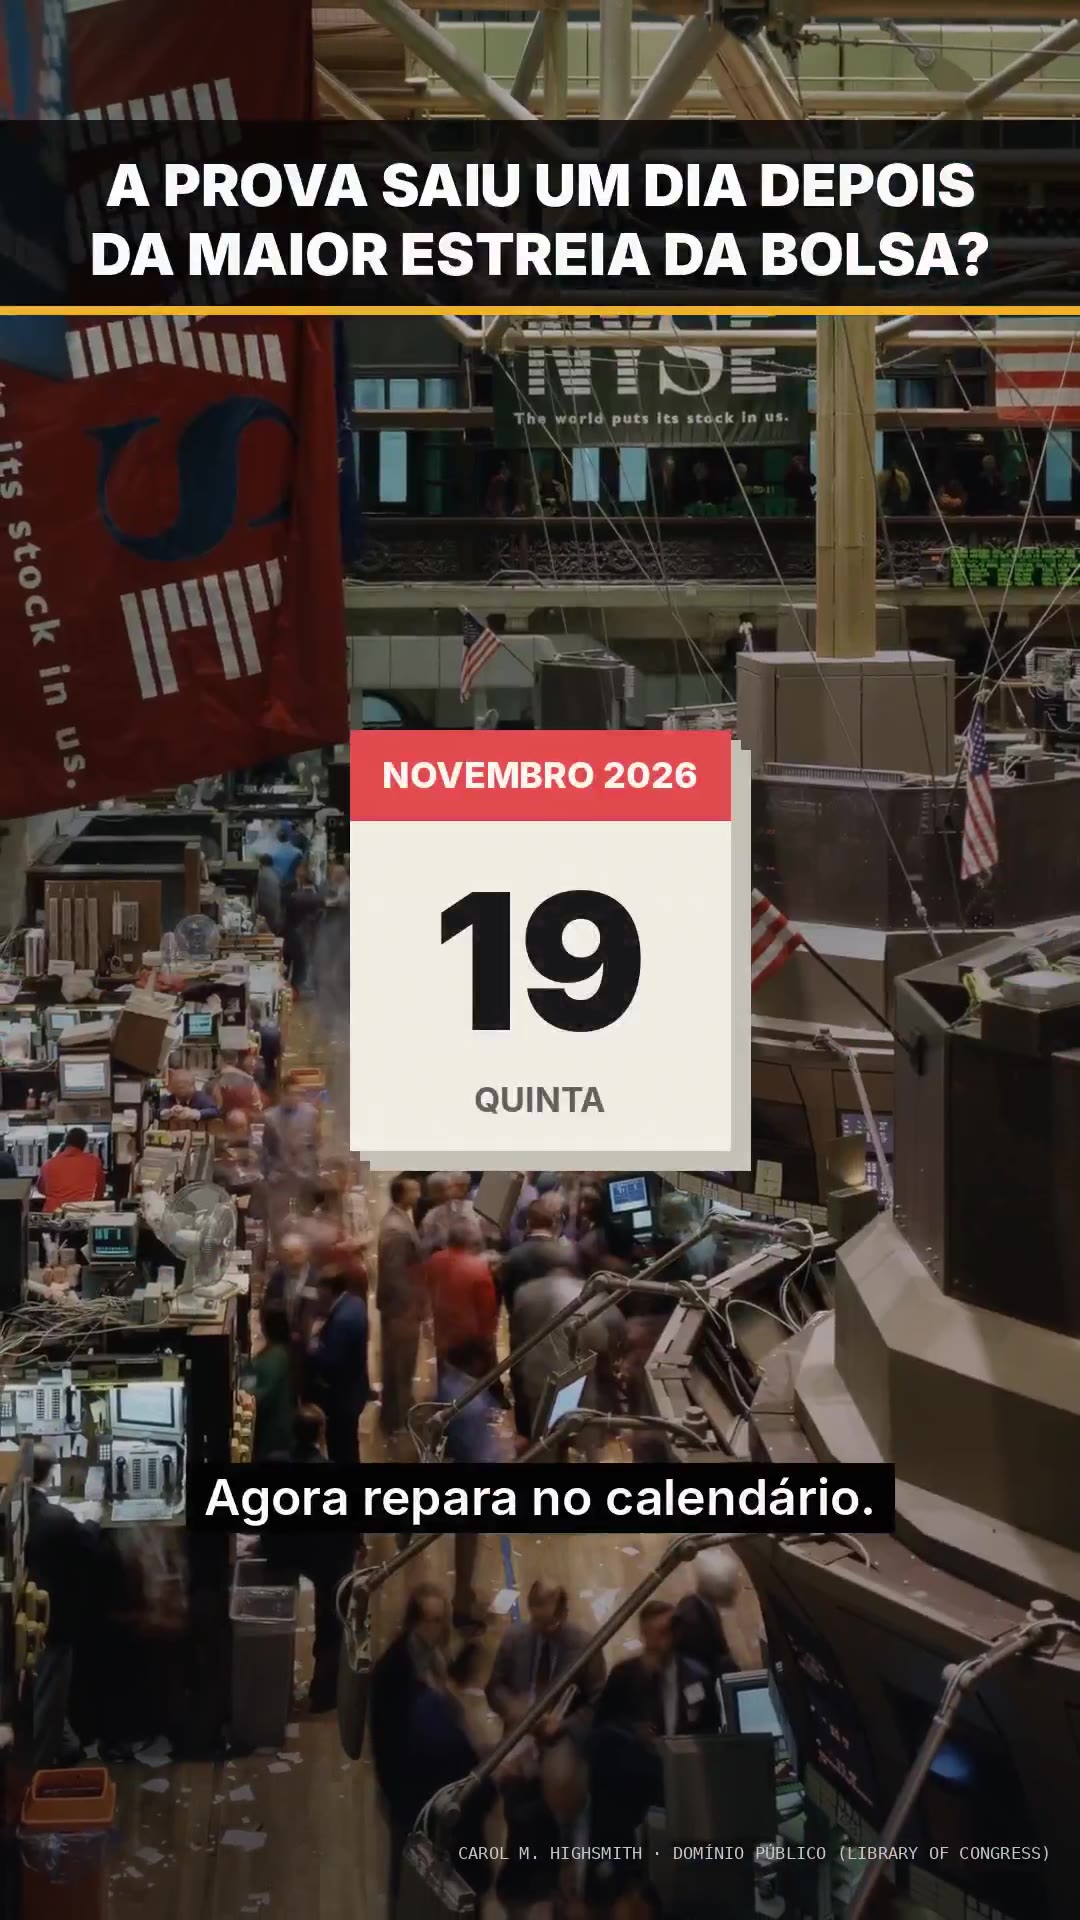 A PROVA SAIU UM DIA DEPOIS
DA MAIOR ESTREIA DA BOLSA?
NYSE
The world puts its stock in us.
S
E
its stock in us.
NOVEMBRO 2026
19
QUINTA
Agora repara no calendário.
CAROL M. HIGHSMITH · DOMÍNIO PÚBLICO (LIBRARY OF CONGRESS)